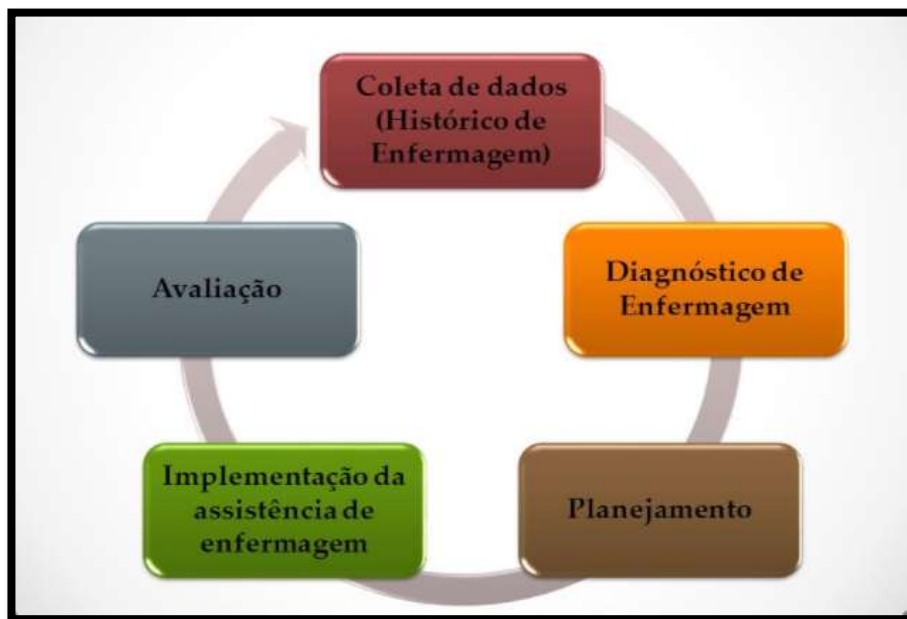 Coleta de dados
(Histórico de
Enfermagem)
Diagnóstico de
Enfermagem
Planejamento
Implementação da
assistência de
enfermagem
Avaliação